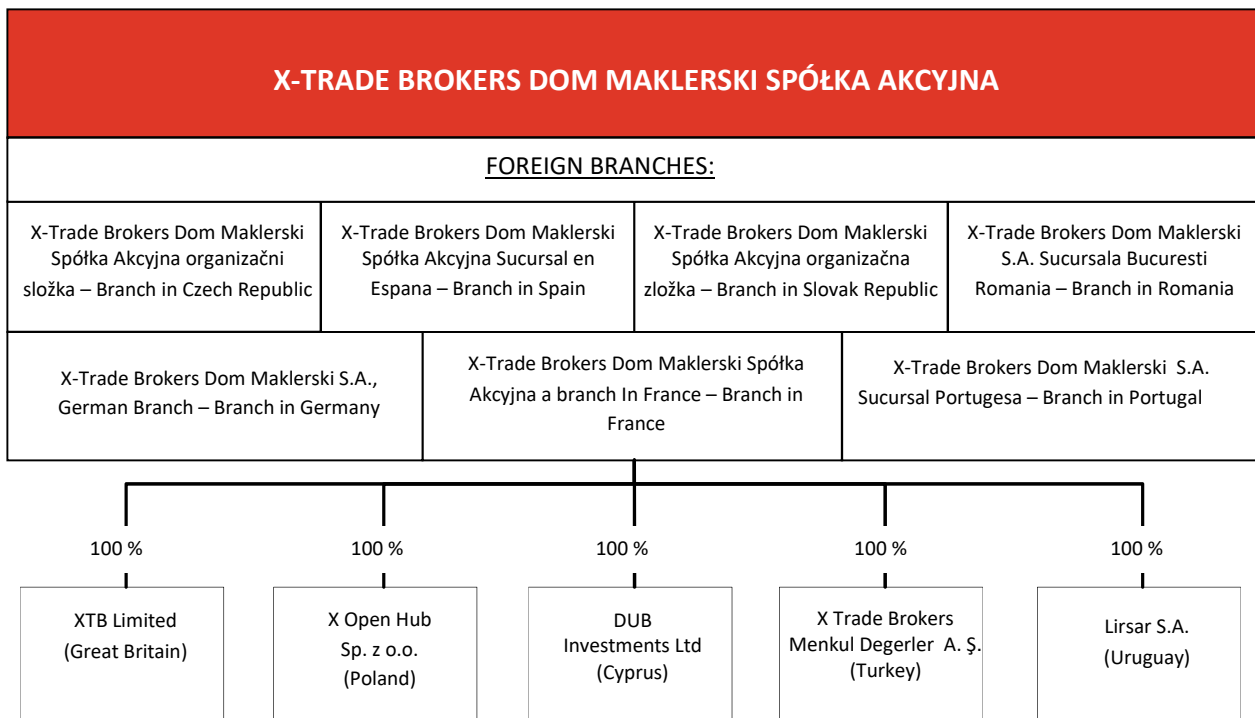 X-TRADE BROKERS DOM MAKLERSKI SPÓŁKA AKCYJNA
FOREIGN BRANCHES:
X-Trade Brokers Dom Maklerski
Spółka Akcyjna organizačni
složka – Branch in Czech Republic
X-Trade Brokers Dom Maklerski
Spółka Akcyjna Sucursal en
Espana – Branch in Spain
X-Trade Brokers Dom Maklerski
Spółka Akcyjna organizačna
zložka – Branch in Slovak Republic
X-Trade Brokers Dom Maklerski
S.A. Sucursala Bucuresti
Romania – Branch in Romania
X-Trade Brokers Dom Maklerski S.A.,
German Branch – Branch in Germany
X-Trade Brokers Dom Maklerski Spółka
Akcyjna a branch In France – Branch in
France
X-Trade Brokers Dom Maklerski S.A.
Sucursal Portugesa – Branch in Portugal
100 %
100 %
100 %
100 %
100 %
XTB Limited
(Great Britain)
X Open Hub
Sp. z o.o.
(Poland)
DUB
Investments Ltd
(Cyprus)
X Trade Brokers
Menkul Degerler A. Ş.
(Turkey)
Lirsar S.A.
(Uruguay)